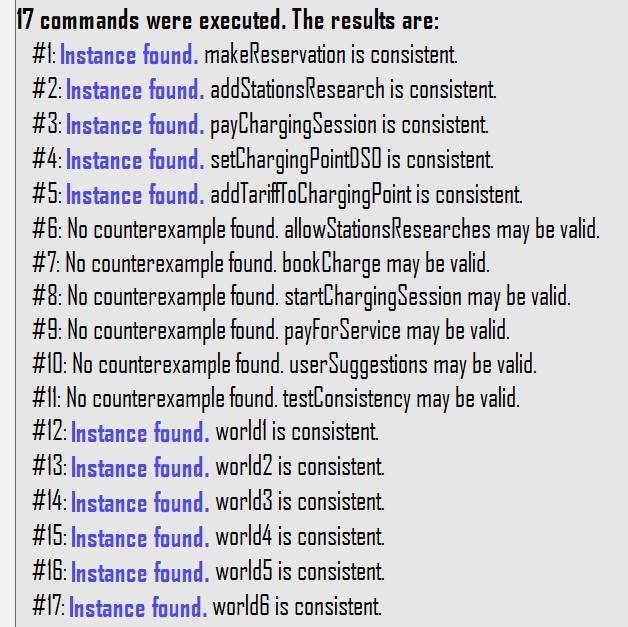 17 commands were executed. The results are:
#1: Instance found. makeReservation is consistent.
#2: Instance found. addStationsResearch is consistent.
#3: Instance found. payChargingSession is consistent.
#4: Instance found. setChargingPointDSO is consistent.
#5: Instance found. addTariffToChargingPoint is consistent.
#6: No counterexample found. allowStationsResearches may be valid.
#7: No counterexample found. bookCharge may be valid.
#8: No counterexample found. startChargingSession may be valid.
#9: No counterexample found. payForService may be valid.
#10: No counterexample found. userSuggestions may be valid.
#11: No counterexample found. testConsistency may be valid.
#12: Instance found. world1 is consistent.
#13: Instance found. world2 is consistent.
#14: Instance found. world3 is consistent.
#15: Instance found. world4 is consistent.
#16: Instance found. world5 is consistent.
#17: Instance found. world6 is consistent.